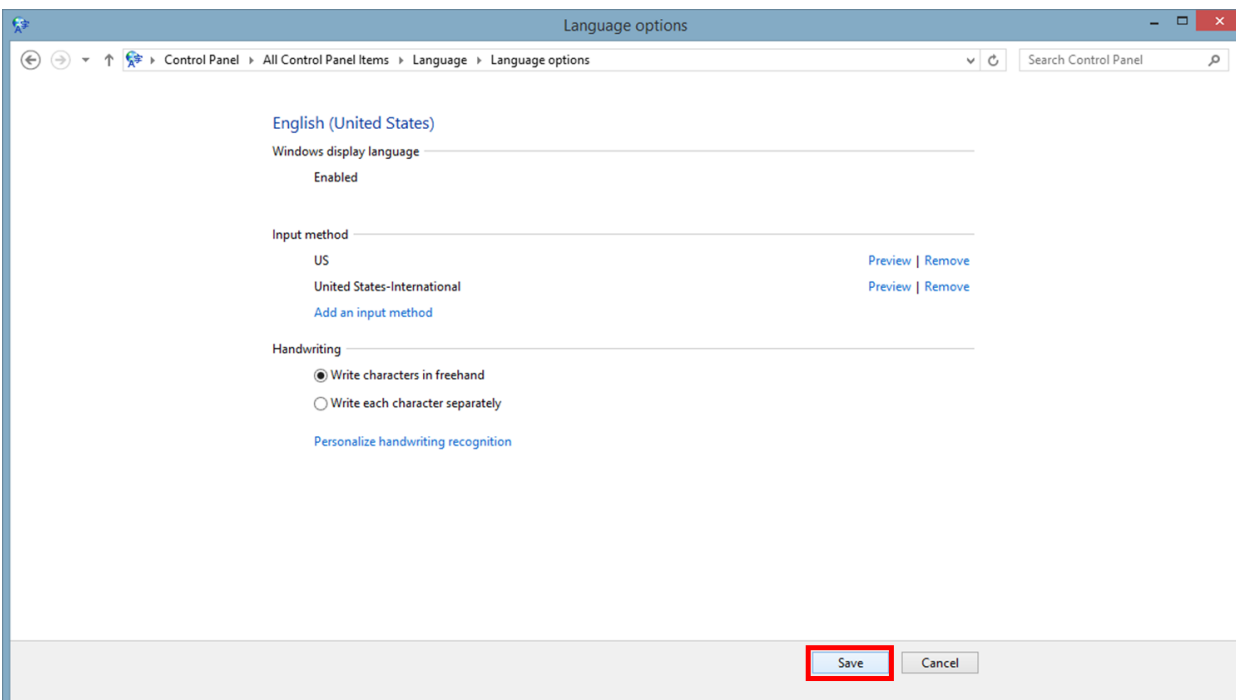 Language options
Control Panel All Control Panel Items Language Language options Search Control Panel
English (United States)
Windows display language
Enabled
Input method
US Preview | Remove
United States-International Preview | Remove
Add an input method
Handwriting
Write characters in freehand
Write each character separately
Personalize handwriting recognition
Save Cancel